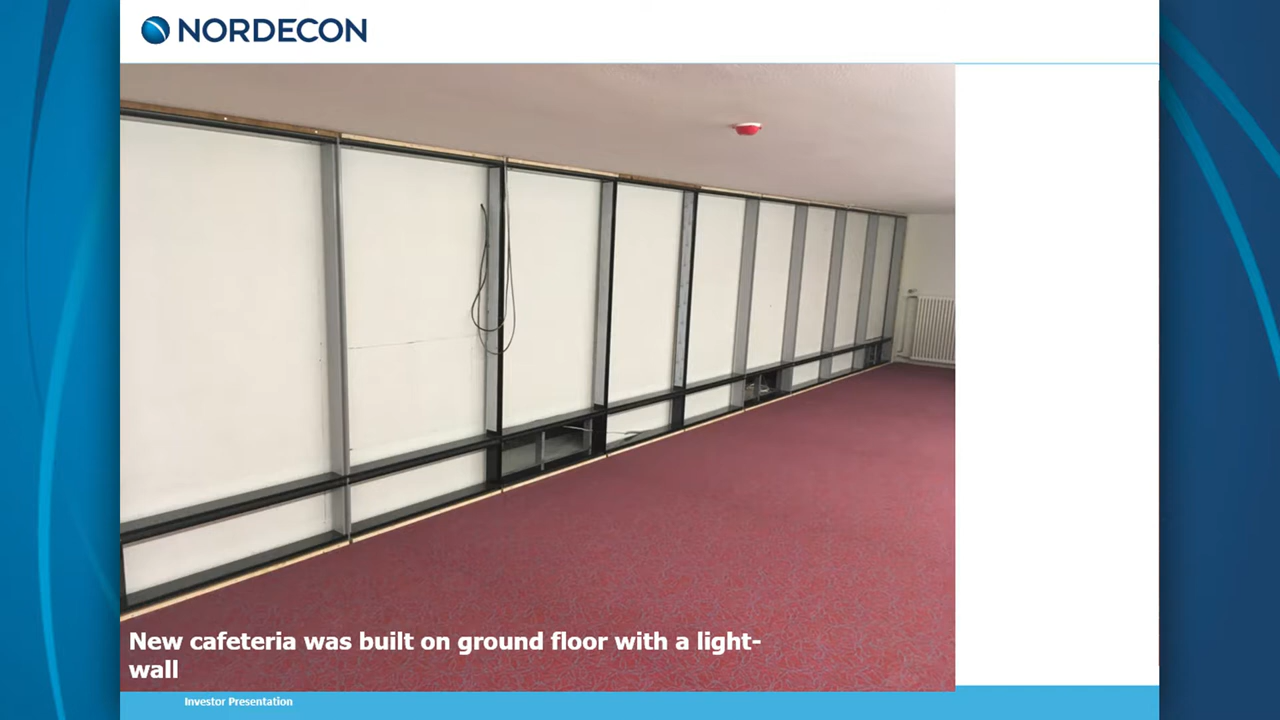 NORDECON
New cafeteria was built on ground floor with a light-
wall
Investor Presentation